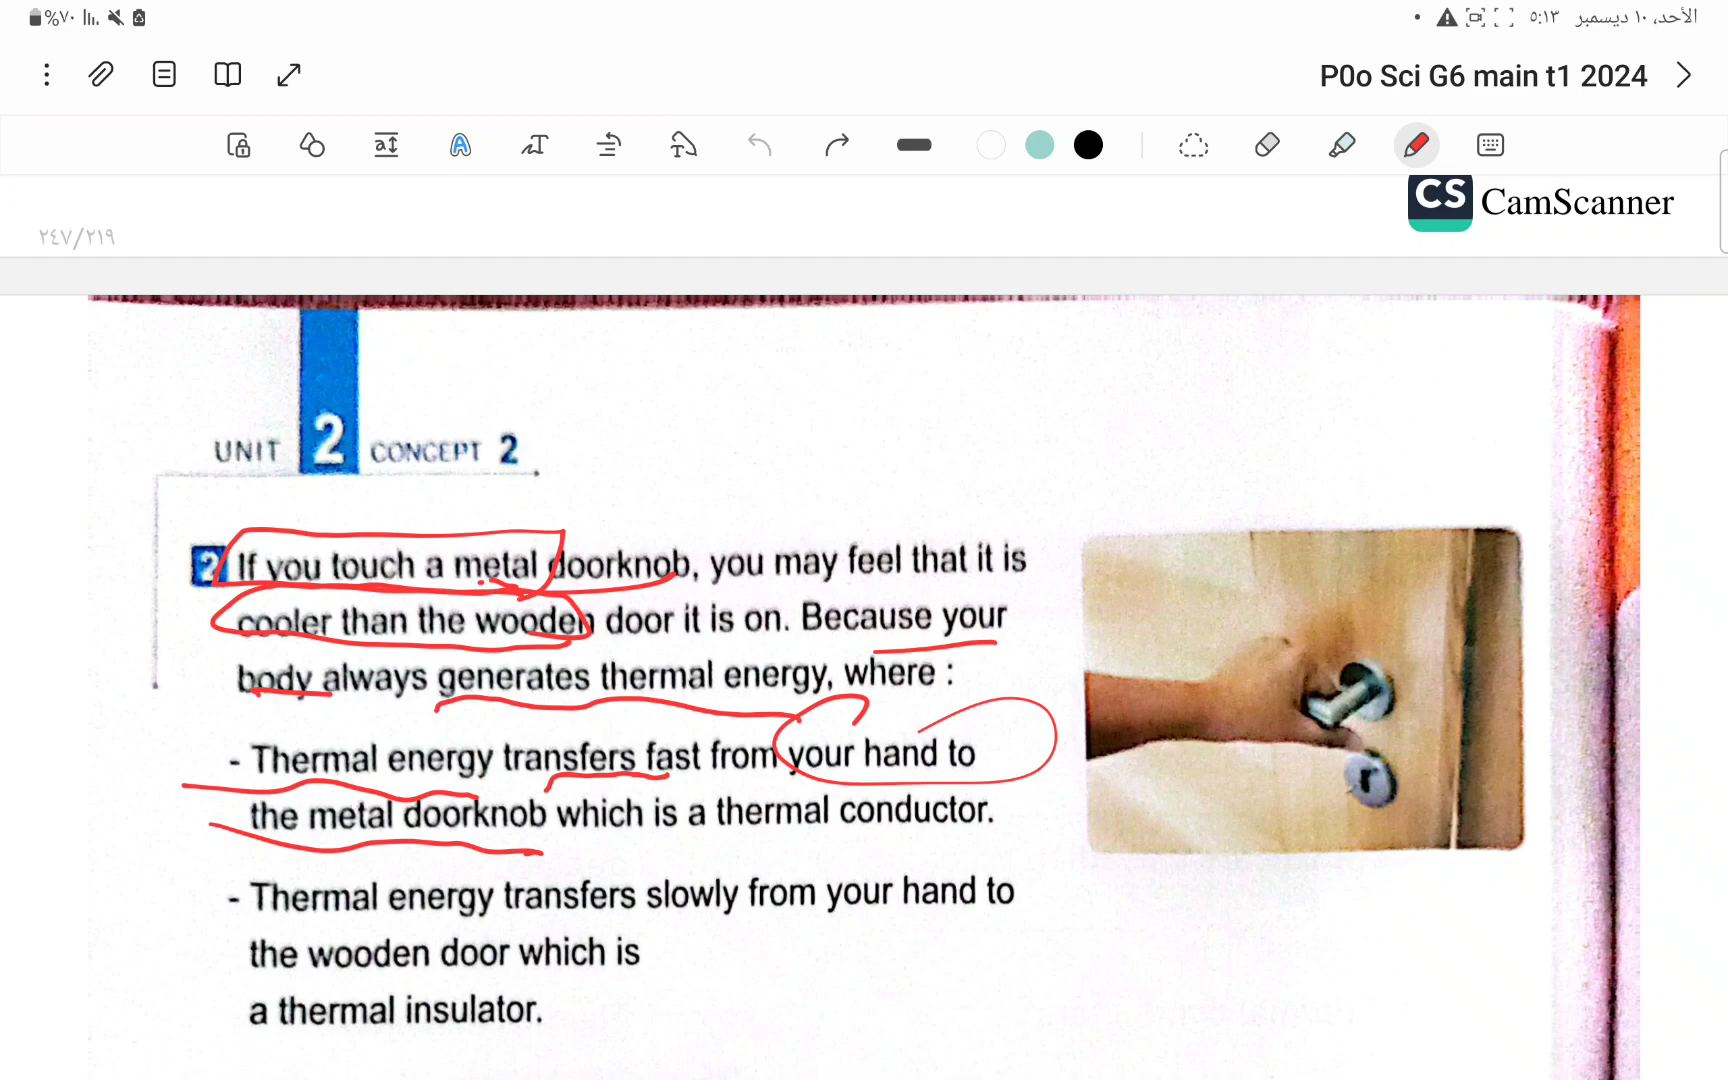 %٧٠
الأحد، ١٠ ديسمبر ٥:١٣
P0o Sci G6 main t1 2024
CS CamScanner
٢٤٧/٢١٩
UNIT 2 CONCEPT 2
2 If you touch a metal doorknob, you may feel that it is
cooler than the wooden door it is on. Because your
body always generates thermal energy, where :
- Thermal energy transfers fast from your hand to
the metal doorknob which is a thermal conductor.
- Thermal energy transfers slowly from your hand to
the wooden door which is
a thermal insulator.